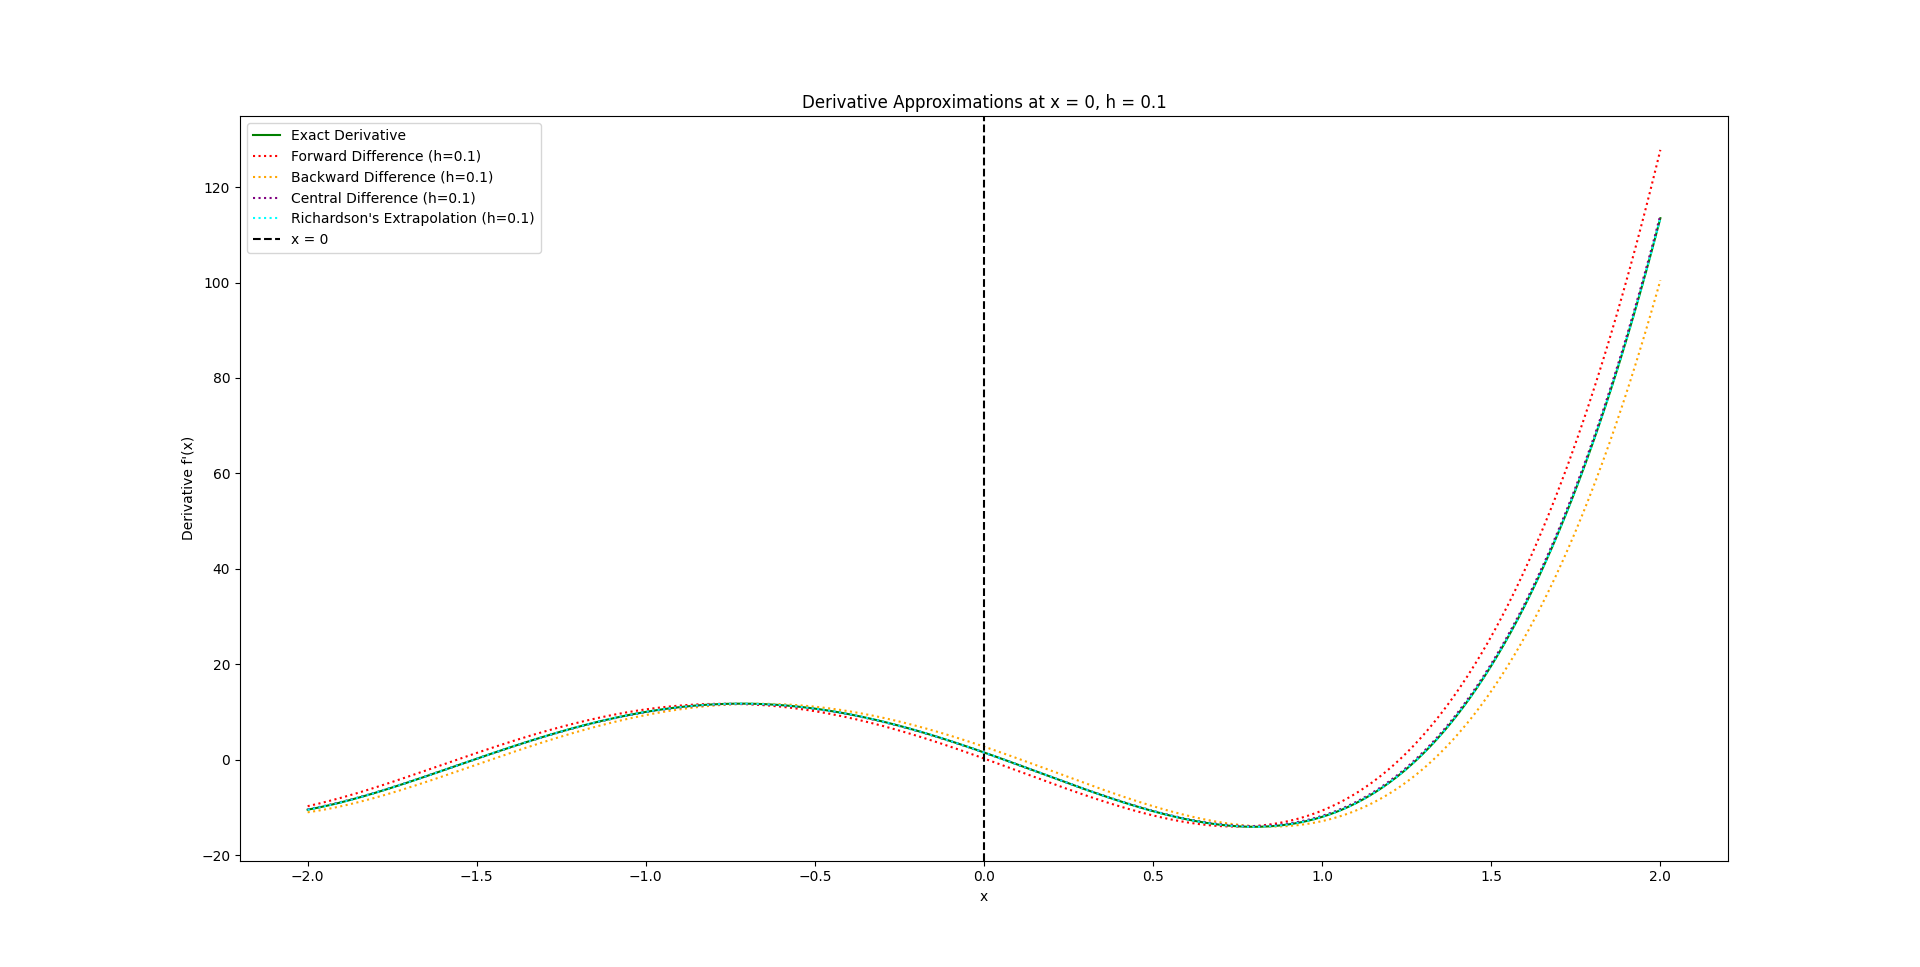 Derivative Approximations at x = 0, h = 0.1
Exact Derivative
Forward Difference (h=0.1)
Backward Difference (h=0.1)
Central Difference (h=0.1)
Richardson's Extrapolation (h=0.1)
x = 0
Derivative f'(x)
120
100
80
60
40
20
0
−20
−2.0 −1.5 −1.0 −0.5 0.0 0.5 1.0 1.5 2.0
x